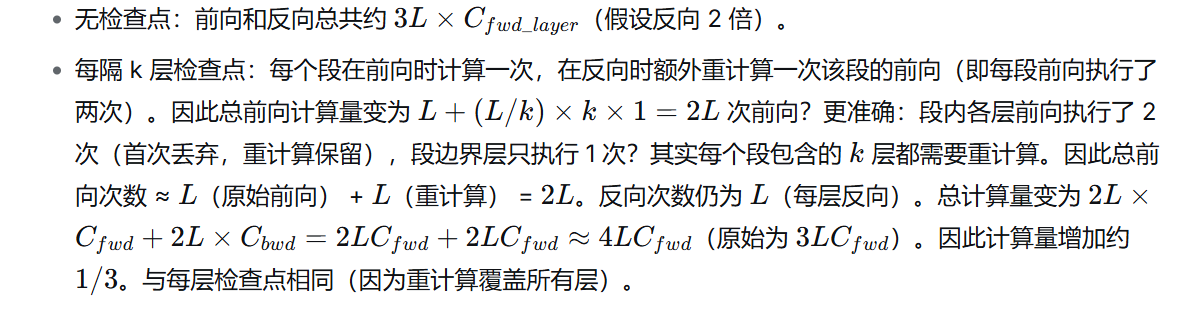 • 无检查点：前向和反向总共约 3L × C_{fwd\_layer}（假设反向 2 倍）。
• 每隔 k 层检查点：每个段在前向时计算一次，在反向时额外重计算一次该段的前向（即每段前向执行了
两次）。因此总前向计算量变为 L + (L/k) × k × 1 = 2L 次前向？更准确：段内各层前向执行了 2
次（首次丢弃，重计算保留），段边界层只执行 1 次？其实每个段包含的 k 层都需要重计算。因此总前
向次数 ≈ L（原始前向） + L（重计算） = 2L。反向次数仍为 L（每层反向）。总计算量变为 2L ×
C_{fwd} + 2L × C_{bwd} = 2LC_{fwd} + 2LC_{fwd} ≈ 4LC_{fwd}（原始为 3LC_{fwd}）。因此计算量增加约
1/3。与每层检查点相同（因为重计算覆盖所有层）。